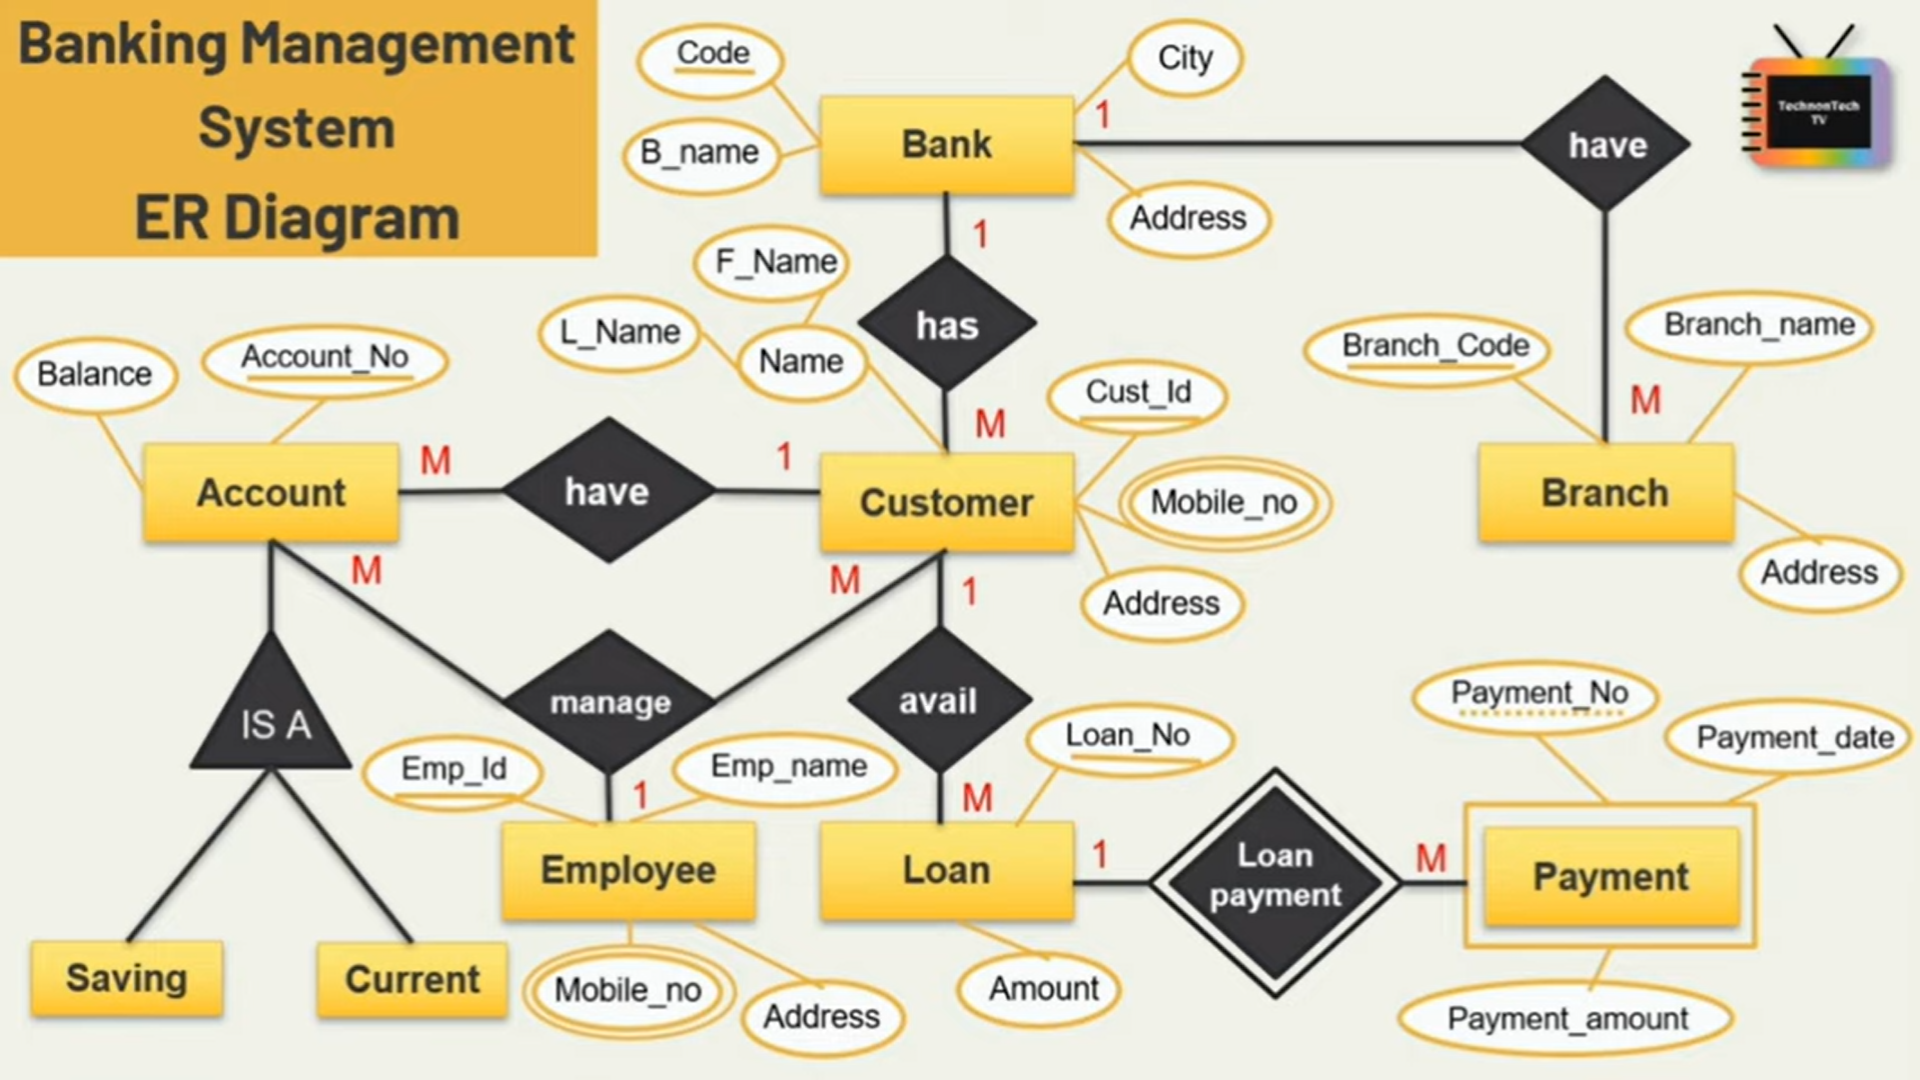 Banking Management
System
ER Diagram
Code
City
TechnonTech
TV
B_name
Bank
1
have
Address
1
F_Name
has
L_Name
Name
Branch_Code
Branch_name
Balance
Account_No
Cust_Id
M
M
Account
M
have
1
Customer
Mobile_no
Branch
Address
M
M
1
Address
IS A
manage
avail
Payment_No
Payment_date
Loan_No
Emp_Id
Emp_name
1
M
Employee
Loan
1
Loan
payment
M
Payment
Saving
Current
Mobile_no
Address
Amount
Payment_amount